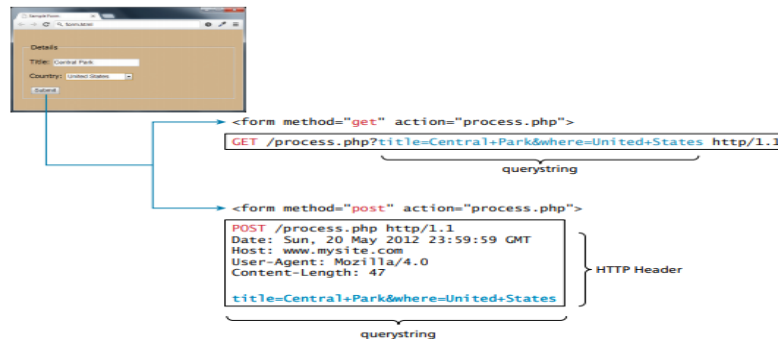 Sample Form
Details
Title: Central Park
Country: United States
Submit
<form method="get" action="process.php">
GET /process.php?title=Central+Park&where=United+States http/1.1
querystring
<form method="post" action="process.php">
POST /process.php http/1.1
Date: Sun, 20 May 2012 23:59:59 GMT
Host: www.mysite.com
User-Agent: Mozilla/4.0
Content-Length: 47
HTTP Header
title=Central+Park&where=United+States
querystring